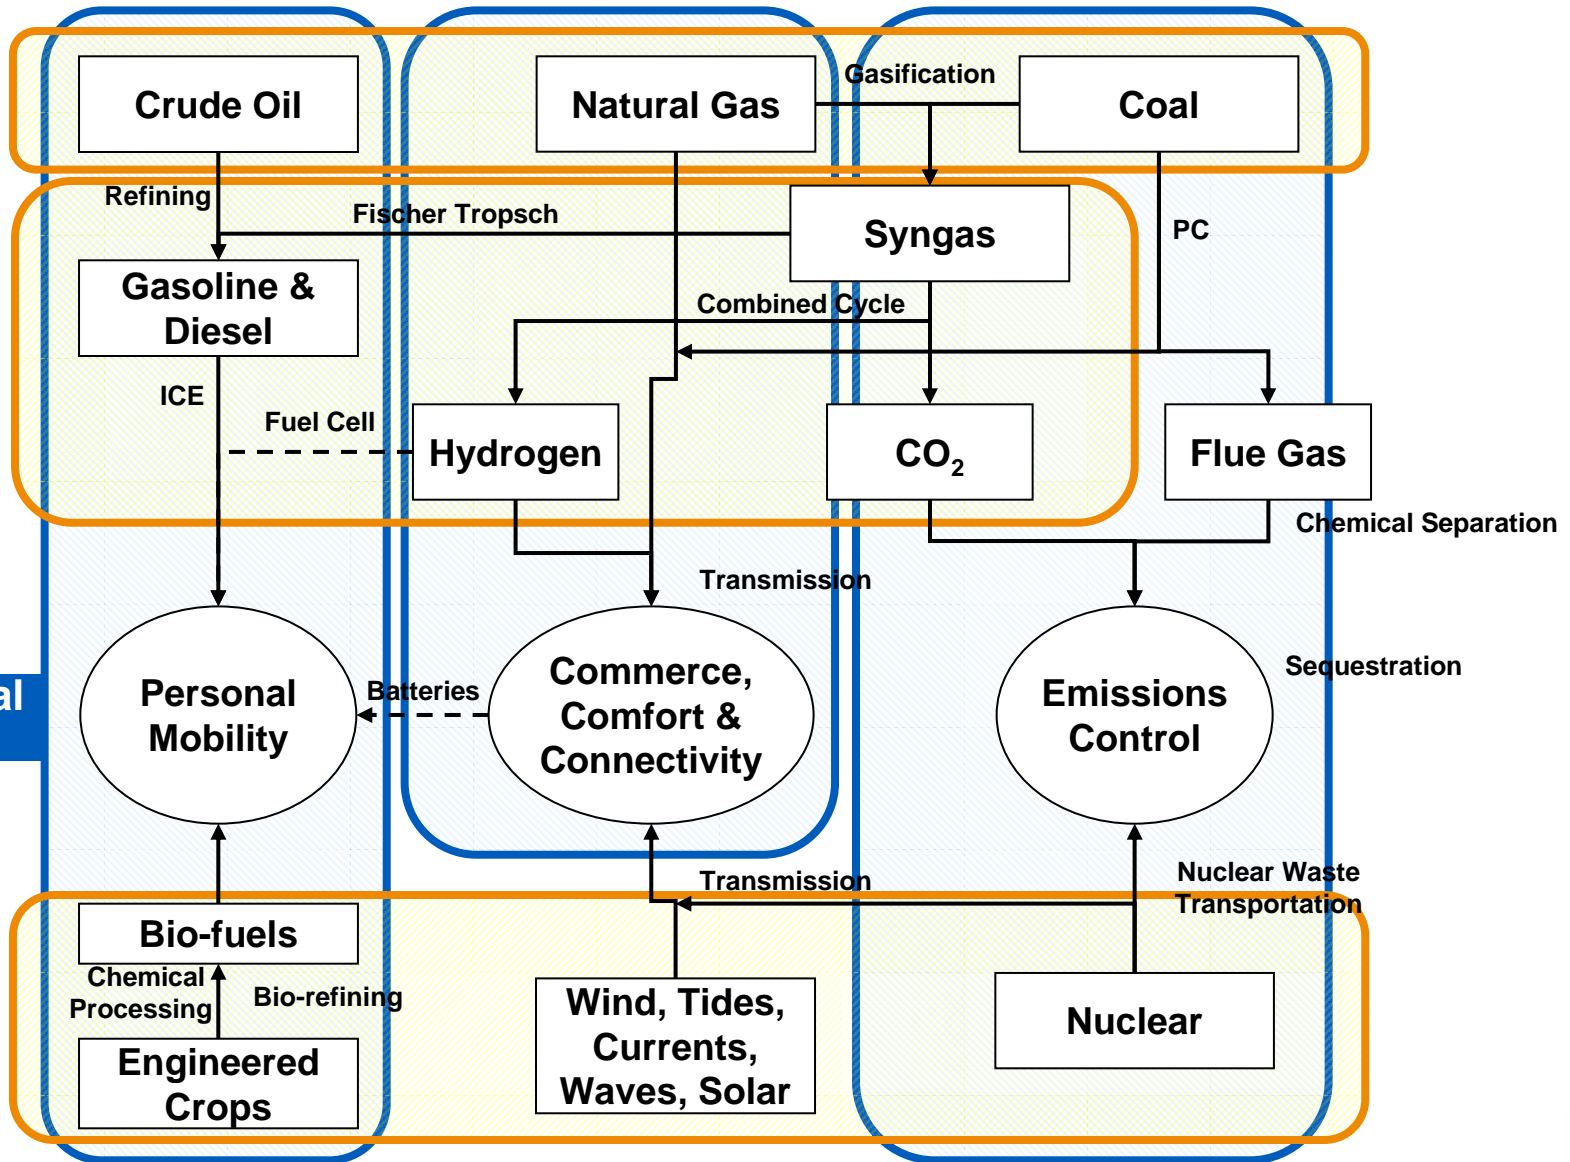 Crude Oil
Natural Gas
Gasification
Coal
Refining
Fischer Tropsch
Syngas
PC
Gasoline &
Diesel
Combined Cycle
ICE
Fuel Cell
Hydrogen
CO₂
Flue Gas
Chemical Separation
Transmission
al
Personal
Mobility
Batteries
Commerce,
Comfort &
Connectivity
Emissions
Control
Sequestration
Transmission
Nuclear Waste
Transportation
Bio-fuels
Chemical
Processing
Bio-refining
Engineered
Crops
Wind, Tides,
Currents,
Waves, Solar
Nuclear